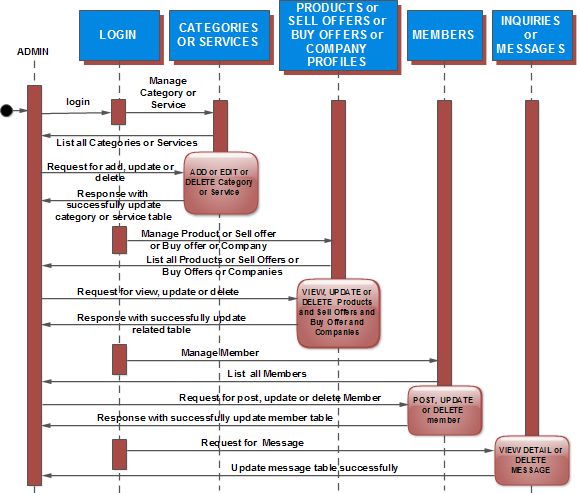 ADMIN
LOGIN
CATEGORIES
OR SERVICES
PRODUCTS or
SELL OFFERS or
BUY OFFERS or
COMPANY
PROFILES
MEMBERS
INQUIRIES
or
MESSAGES
login
Manage
Category or
Service
List all Categories or Services
Request for add, update or
delete
ADD or EDIT or
DELETE Category
or Service
Response with
successfully update
category or service table
Manage Product or Sell offer
or Buy offer or Company
List all Products or Sell Offers or
Buy Offers or Companies
Request for view, update or delete
VIEW, UPDATE or
DELETE Products
and Sell Offers and
Buy Offer and
Companies
Response with successfully update
related table
Manage Member
List all Members
Request for post, update or delete Member
POST, UPDATE
or DELETE
member
Response with successfully update member table
Request for Message
VIEW DETAIL or
DELETE
MESSAGE
Update message table successfully